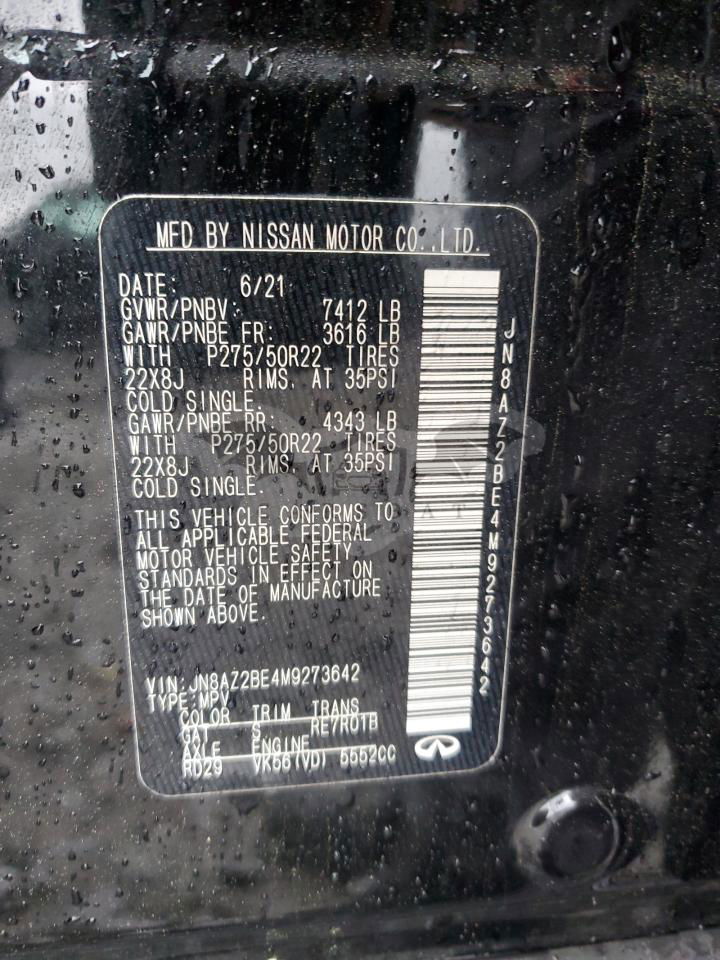 MFD BY NISSAN MOTOR CO.,LTD.
DATE: 6/21
GVWR/PNBV: 7412 LB
GAWR/PNBE FR: 3616 LB
WITH P275/50R22 TIRES
22X8J RIMS. AT 35PSI
COLD SINGLE.
GAWR/PNBE RR: 4343 LB
WITH P275/50R22 TIRES
22X8J RIMS. AT 35PSI
COLD SINGLE.
THIS VEHICLE CONFORMS TO
ALL APPLICABLE FEDERAL
MOTOR VEHICLE SAFETY
STANDARDS IN EFFECT ON
THE DATE OF MANUFACTURE
SHOWN ABOVE.
VIN:JN8AZ2BE4M9273642
TYPE:MPV
COLOR TRIM TRANS
GAT S RE7R01B
AXLE ENGINE
RD29 VK56(VD) 5552CC
JN8AZ2BE4M9273642